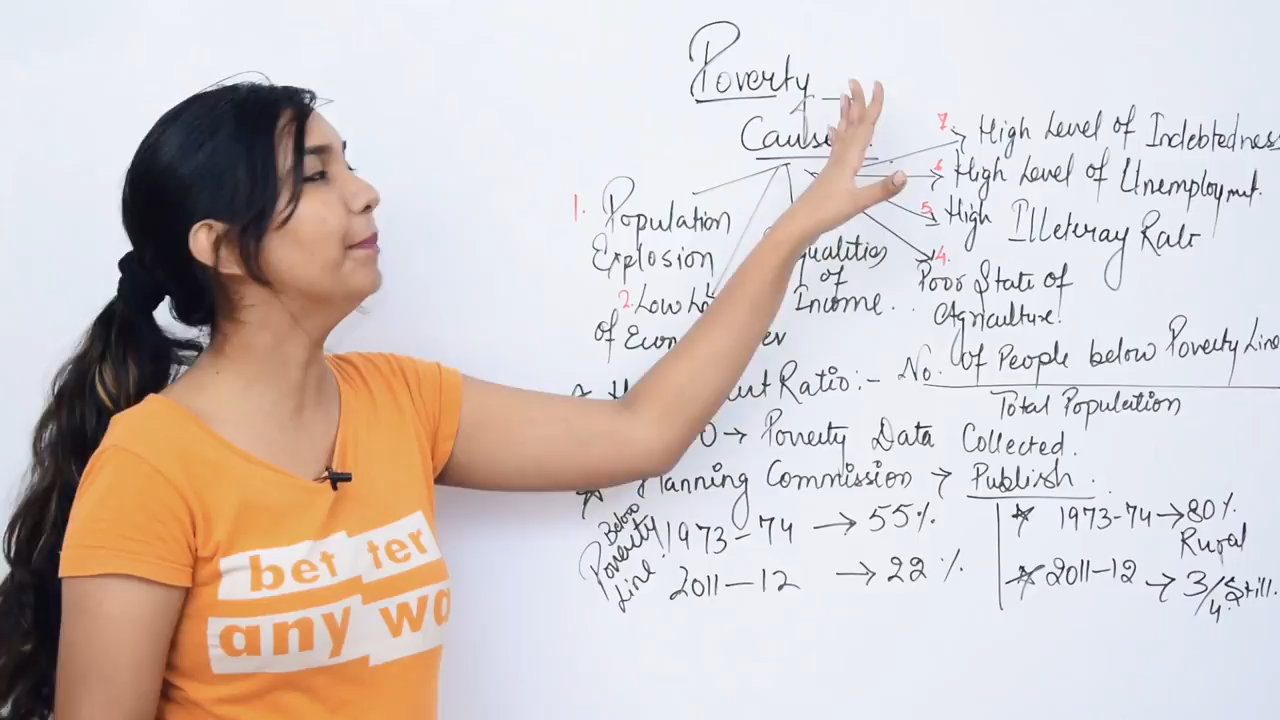 Poverty
Causes
1. Population
Explosion
2. Low
of
qualities
of
Income.
7. High Level of Indebtedness
6. High Level of Unemploymnt.
5. High Illeteray Rate
4. Poor State of
Agriculture.
Ratio:- No. of People below Poverty Line
Total Population
→ Poverty Data Collected.
Planning Commission → Publish.
Below
Poverty
Line
1973-74 → 55%
2011-12 → 22%
1973-74 → 80%
Rural
2011-12 → 3/4 Still.
bet ter
any wa